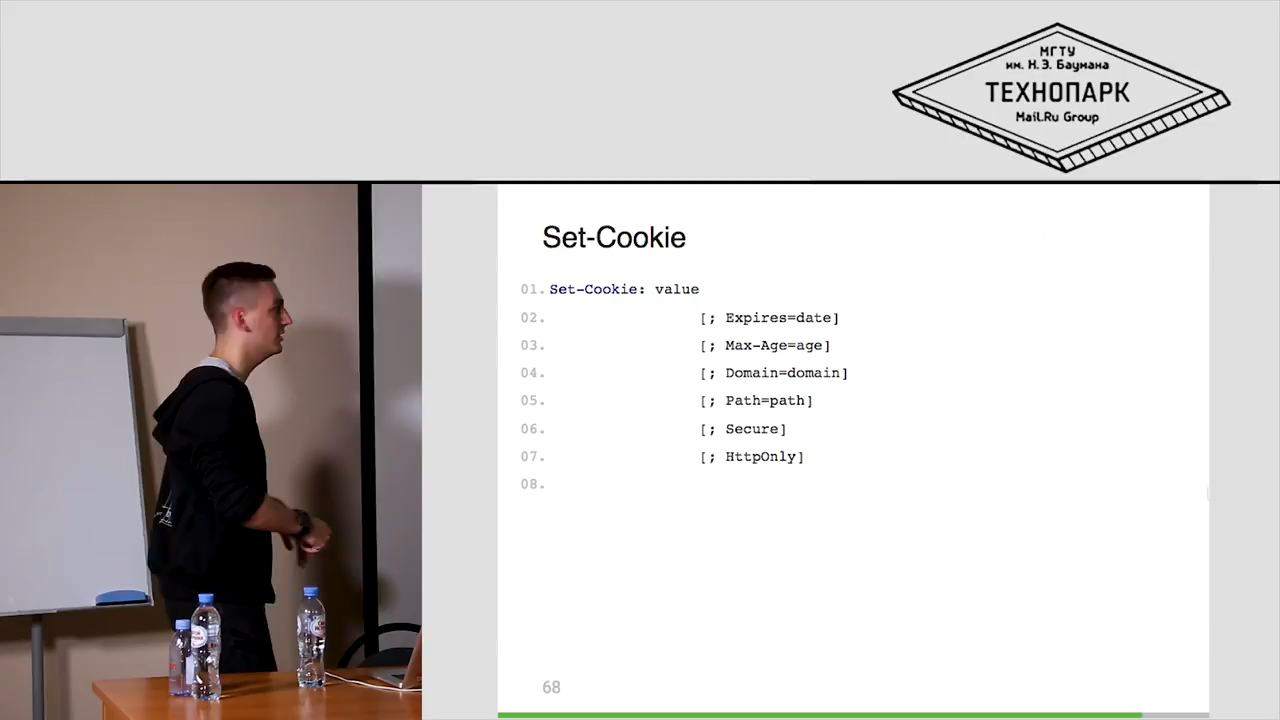 МГТУ
им. Н.Э. Баумана
ТЕХНОПАРК
Mail.Ru Group
Set-Cookie
01. Set-Cookie: value
02. [; Expires=date]
03. [; Max-Age=age]
04. [; Domain=domain]
05. [; Path=path]
06. [; Secure]
07. [; HttpOnly]
08.
68